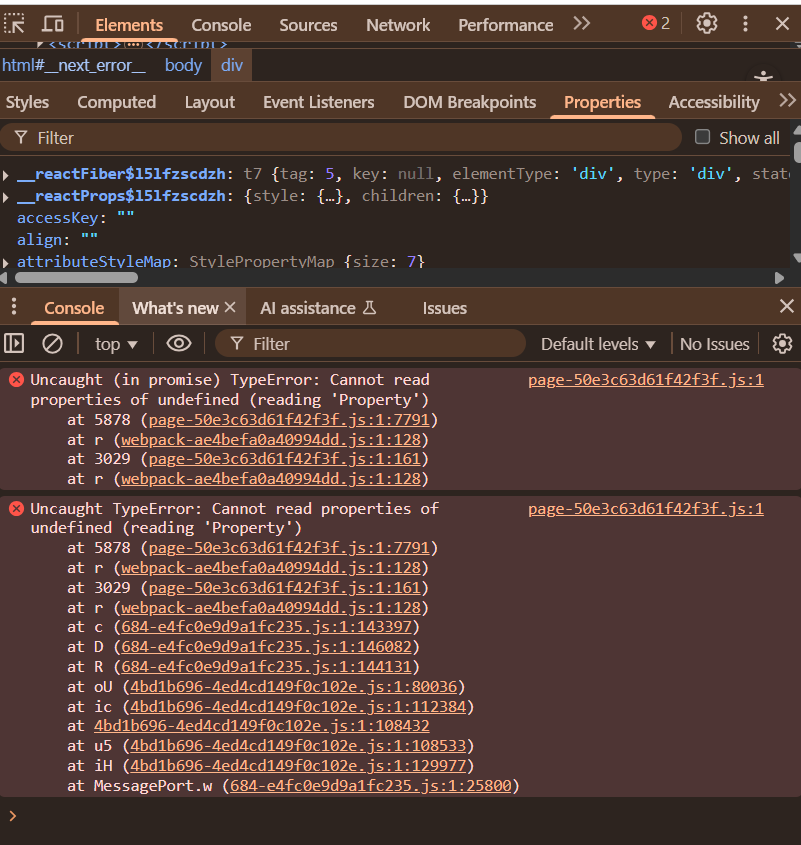 Elements Console Sources Network Performance 2
<script> … </script>
html#__next_error__ body div
Styles Computed Layout Event Listeners DOM Breakpoints Properties Accessibility
Filter Show all
__reactFiber$l5lfzscdzh: t7 {tag: 5, key: null, elementType: 'div', type: 'div', state
__reactProps$l5lfzscdzh: {style: {…}, children: {…}}
accessKey: ""
align: ""
attributeStyleMap: StylePropertyMap {size: 7}
Console What's new AI assistance Issues
top Filter Default levels No Issues
Uncaught (in promise) TypeError: Cannot read page-50e3c63d61f42f3f.js:1
properties of undefined (reading 'Property')
at 5878 (page-50e3c63d61f42f3f.js:1:7791)
at r (webpack-ae4befa0a40994dd.js:1:128)
at 3029 (page-50e3c63d61f42f3f.js:1:161)
at r (webpack-ae4befa0a40994dd.js:1:128)
Uncaught TypeError: Cannot read properties of page-50e3c63d61f42f3f.js:1
undefined (reading 'Property')
at 5878 (page-50e3c63d61f42f3f.js:1:7791)
at r (webpack-ae4befa0a40994dd.js:1:128)
at 3029 (page-50e3c63d61f42f3f.js:1:161)
at r (webpack-ae4befa0a40994dd.js:1:128)
at c (684-e4fc0e9d9a1fc235.js:1:143397)
at D (684-e4fc0e9d9a1fc235.js:1:146082)
at R (684-e4fc0e9d9a1fc235.js:1:144131)
at oU (4bd1b696-4ed4cd149f0c102e.js:1:80036)
at ic (4bd1b696-4ed4cd149f0c102e.js:1:112384)
at 4bd1b696-4ed4cd149f0c102e.js:1:108432
at u5 (4bd1b696-4ed4cd149f0c102e.js:1:108533)
at iH (4bd1b696-4ed4cd149f0c102e.js:1:129977)
at MessagePort.w (684-e4fc0e9d9a1fc235.js:1:25800)